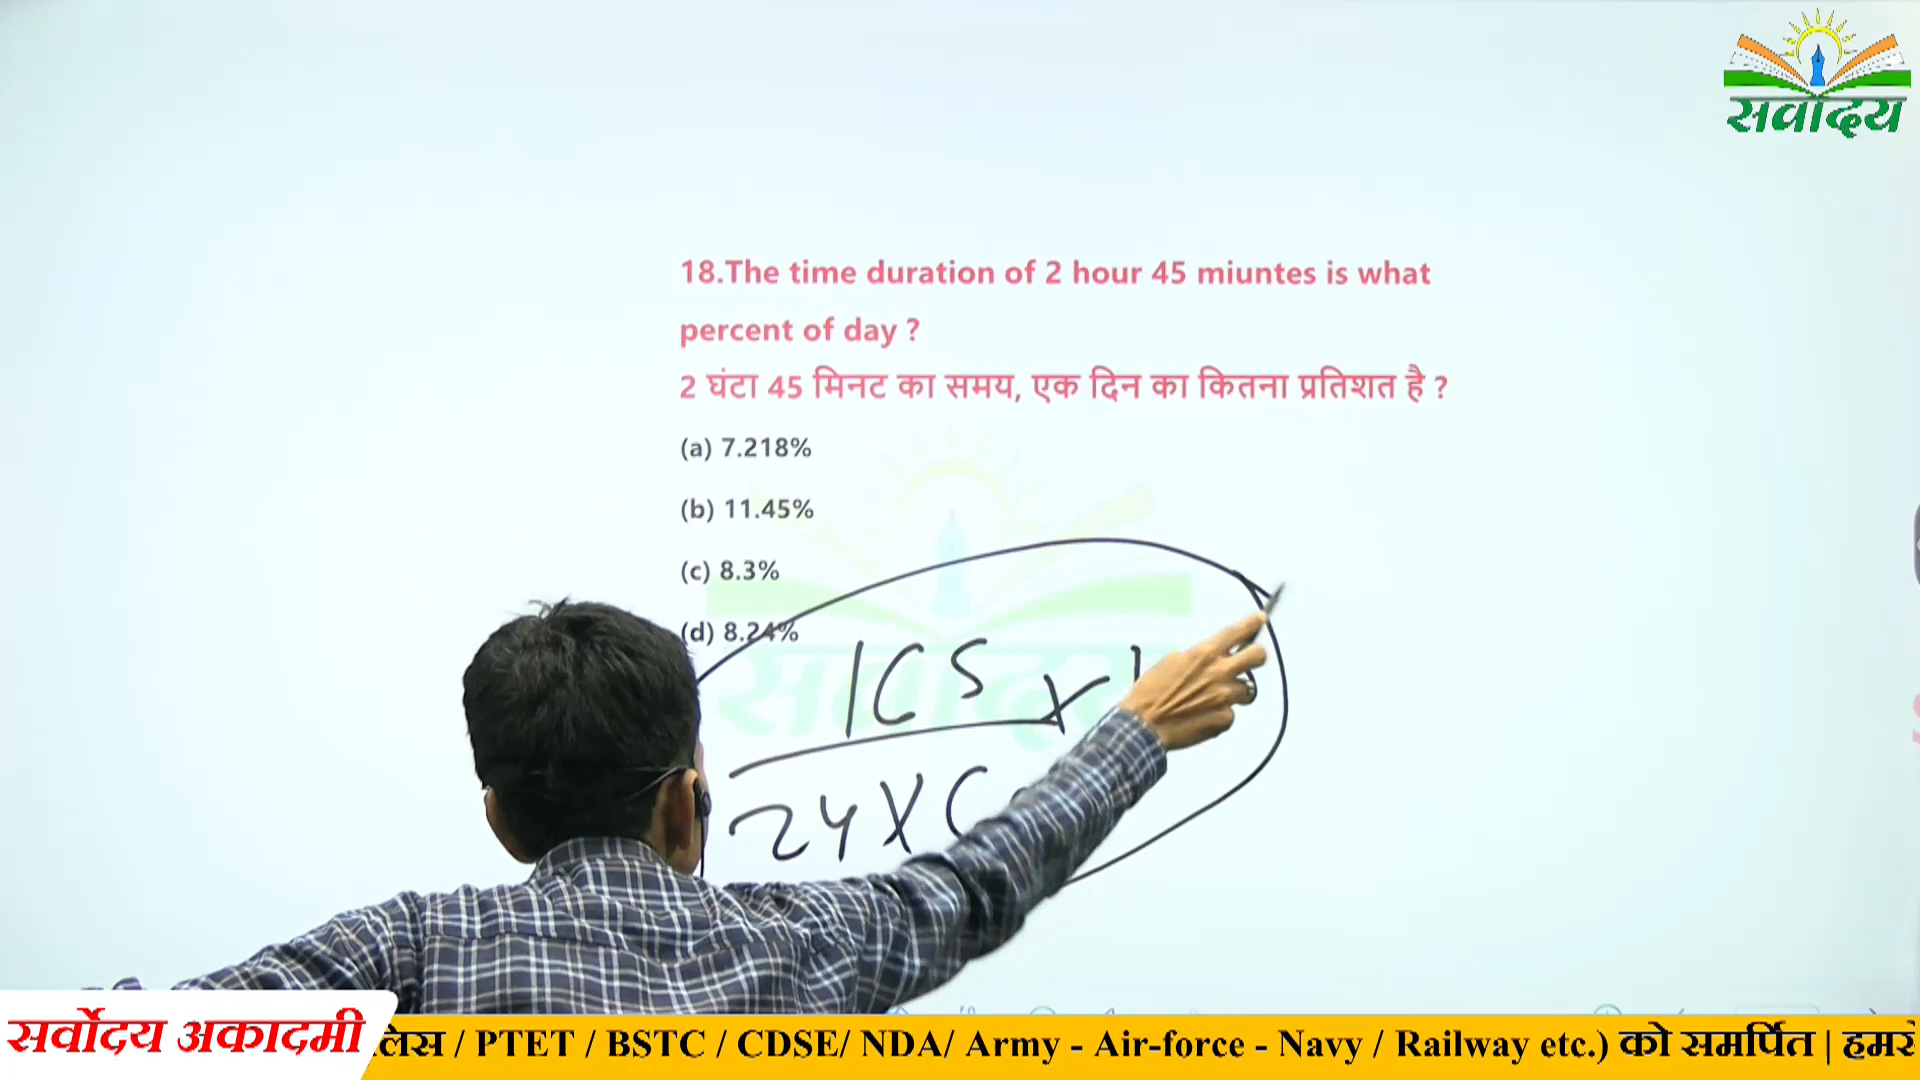 सर्वोदय
18.The time duration of 2 hour 45 miuntes is what
percent of day ?
2 घंटा 45 मिनट का समय, एक दिन का कितना प्रतिशत है ?
(a) 7.218%
(b) 11.45%
(c) 8.3%
(d) 8.24%
165 ×
24×
सर्वोदय अकादमी
लिस / PTET / BSTC / CDSE/ NDA/ Army - Air-force - Navy / Railway etc.) को समर्पित | हमारे